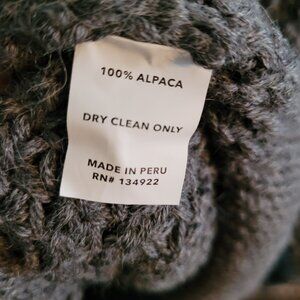 100% ALPACA
DRY CLEAN ONLY
MADE IN PERU
RN# 134922